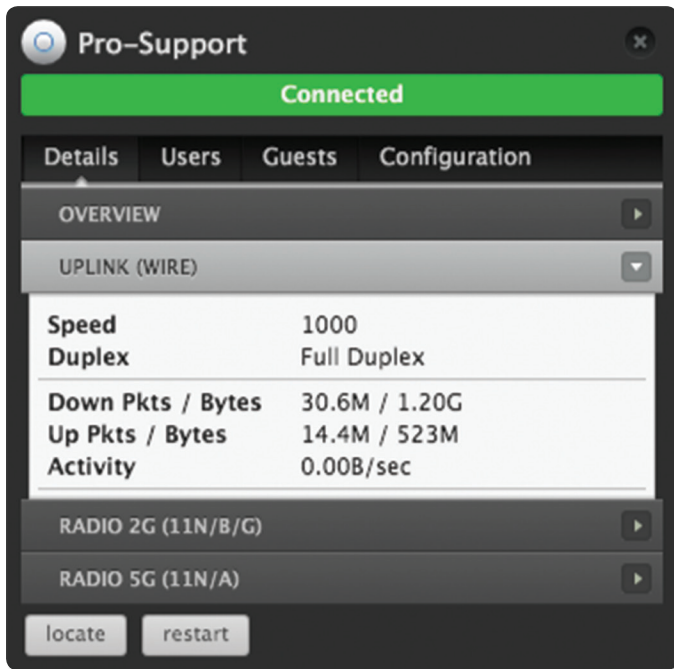 Pro-Support
Connected
Details Users Guests Configuration
OVERVIEW
UPLINK (WIRE)
Speed 1000
Duplex Full Duplex
Down Pkts / Bytes 30.6M / 1.20G
Up Pkts / Bytes 14.4M / 523M
Activity 0.00B/sec
RADIO 2G (11N/B/G)
RADIO 5G (11N/A)
locate restart